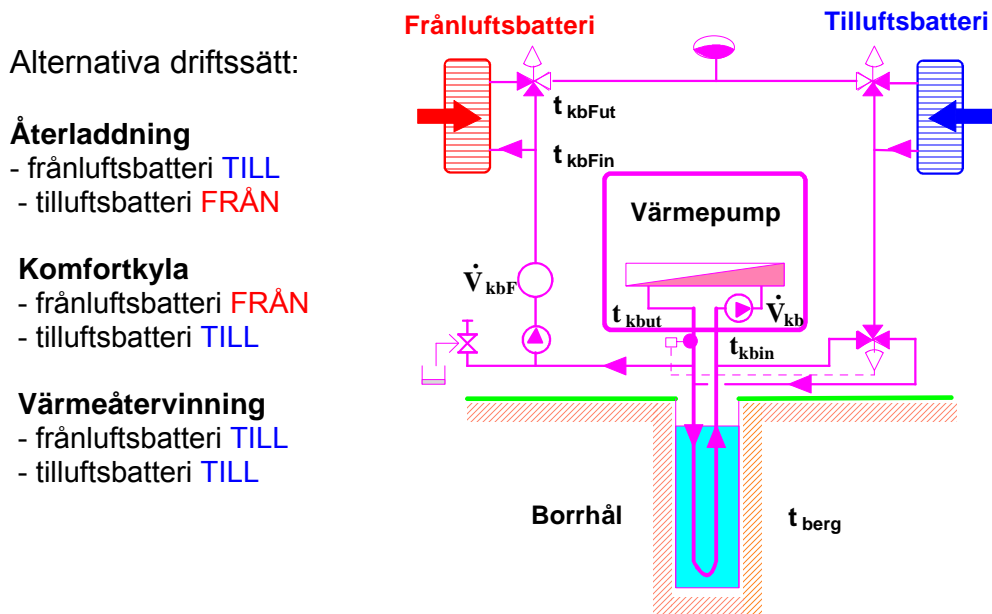 Alternativa driftssätt:
Återladdning
- frånluftsbatteri TILL
- tilluftsbatteri FRÅN
Komfortkyla
- frånluftsbatteri FRÅN
- tilluftsbatteri TILL
Värmeåtervinning
- frånluftsbatteri TILL
- tilluftsbatteri TILL
Frånluftsbatteri
Tilluftsbatteri
t kbFut
t kbFin
Värmepump
V̇ kbF
t kbut
V̇kb
t kbin
Borrhål
t berg